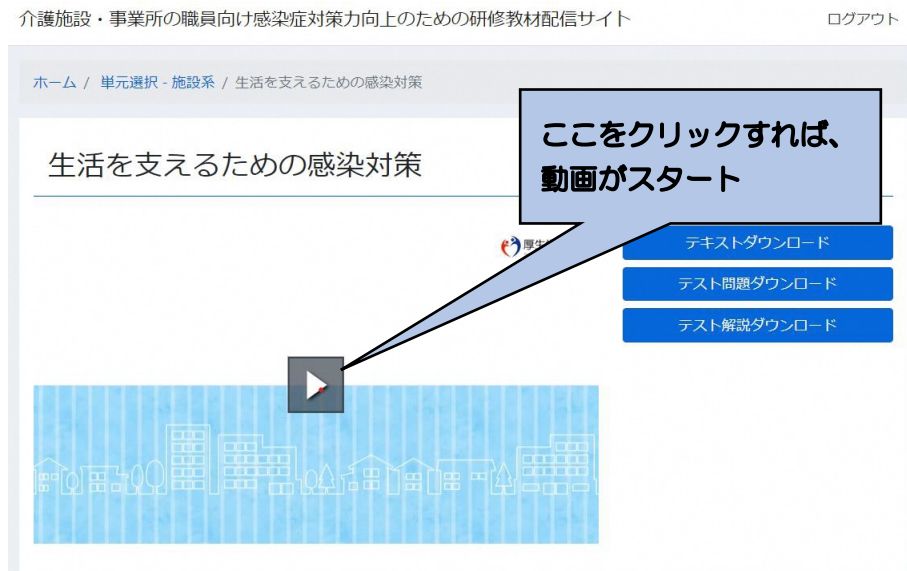 介護施設・事業所の職員向け感染症対策力向上のための研修教材配信サイト
ログアウト
ホーム / 単元選択 - 施設系 / 生活を支えるための感染対策
ここをクリックすれば、
動画がスタート
生活を支えるための感染対策
厚生
テキストダウンロード
テスト問題ダウンロード
テスト解説ダウンロード